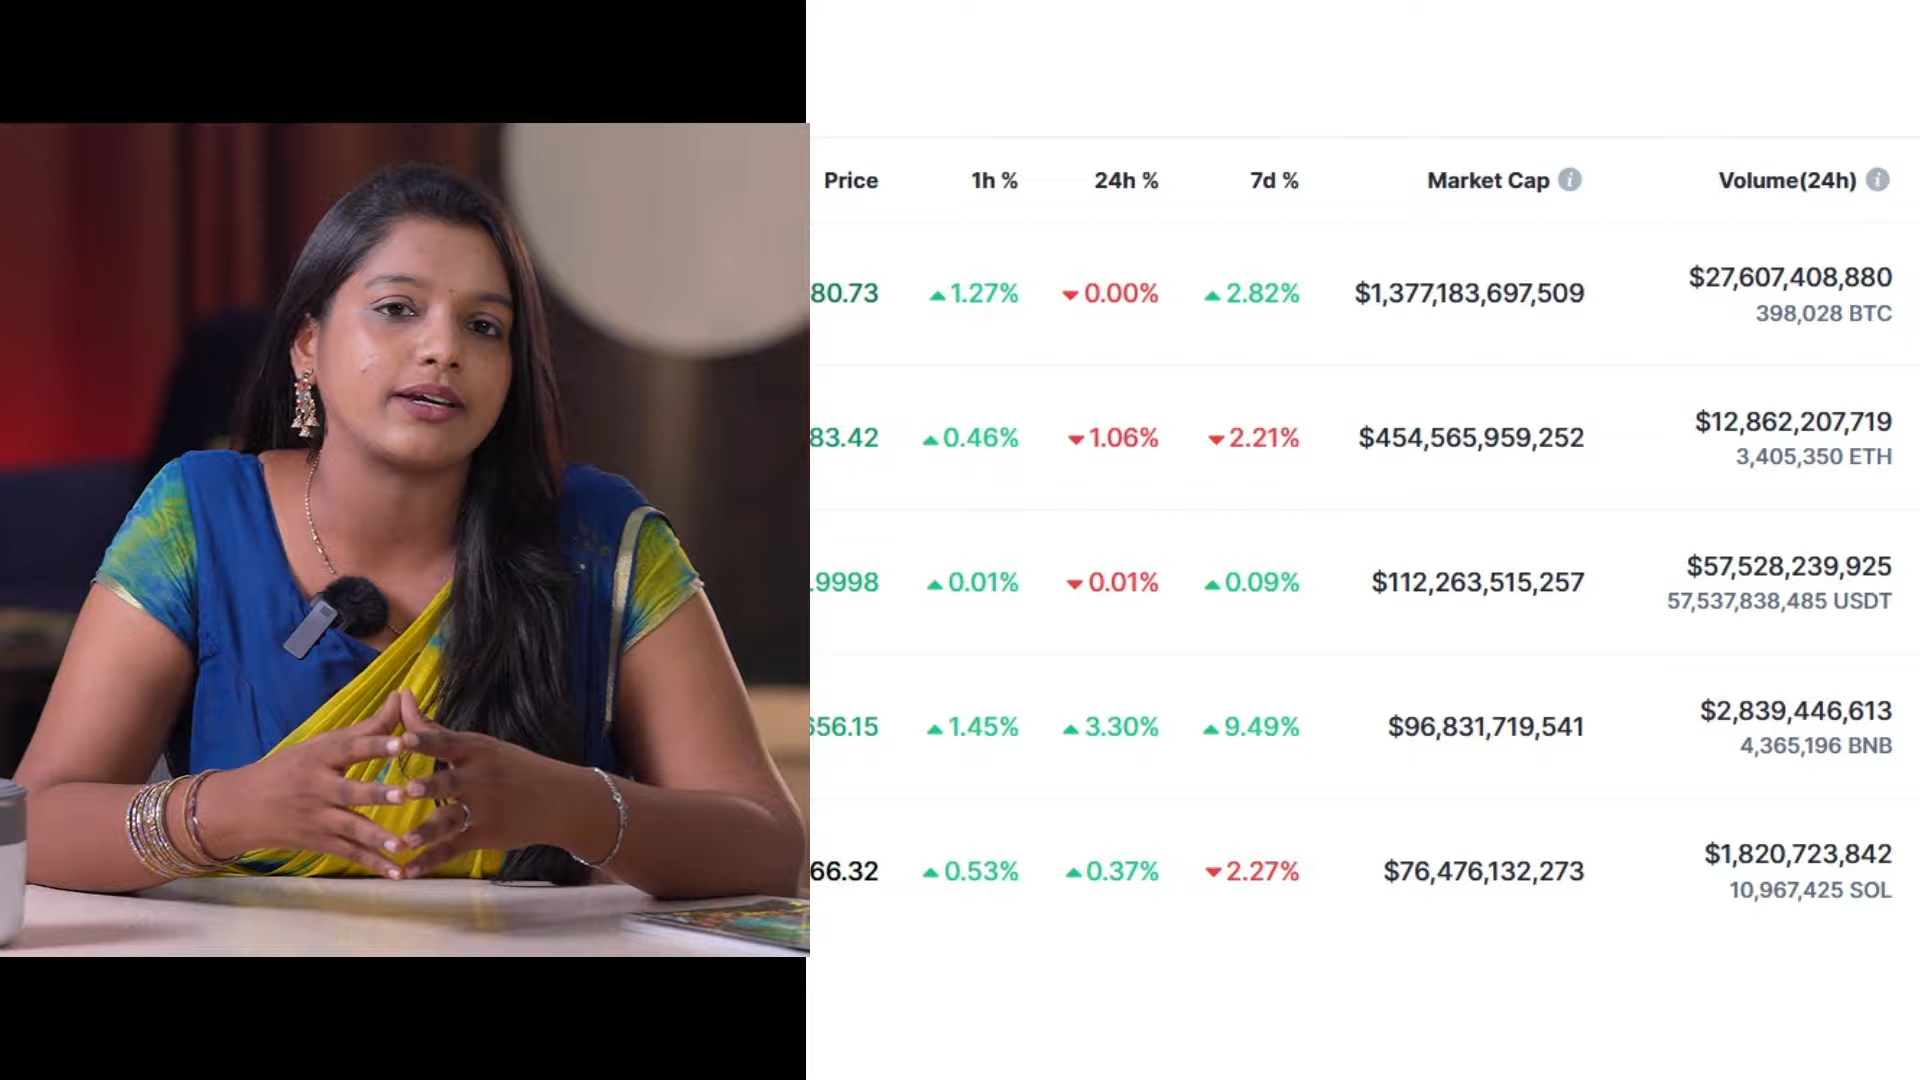 Price 1h % 24h % 7d % Market Cap Volume(24h)
80.73 1.27% 0.00% 2.82% $1,377,183,697,509 $27,607,408,880
398,028 BTC
83.42 0.46% 1.06% 2.21% $454,565,959,252 $12,862,207,719
3,405,350 ETH
.9998 0.01% 0.01% 0.09% $112,263,515,257 $57,528,239,925
57,537,838,485 USDT
56.15 1.45% 3.30% 9.49% $96,831,719,541 $2,839,446,613
4,365,196 BNB
66.32 0.53% 0.37% 2.27% $76,476,132,273 $1,820,723,842
10,967,425 SOL